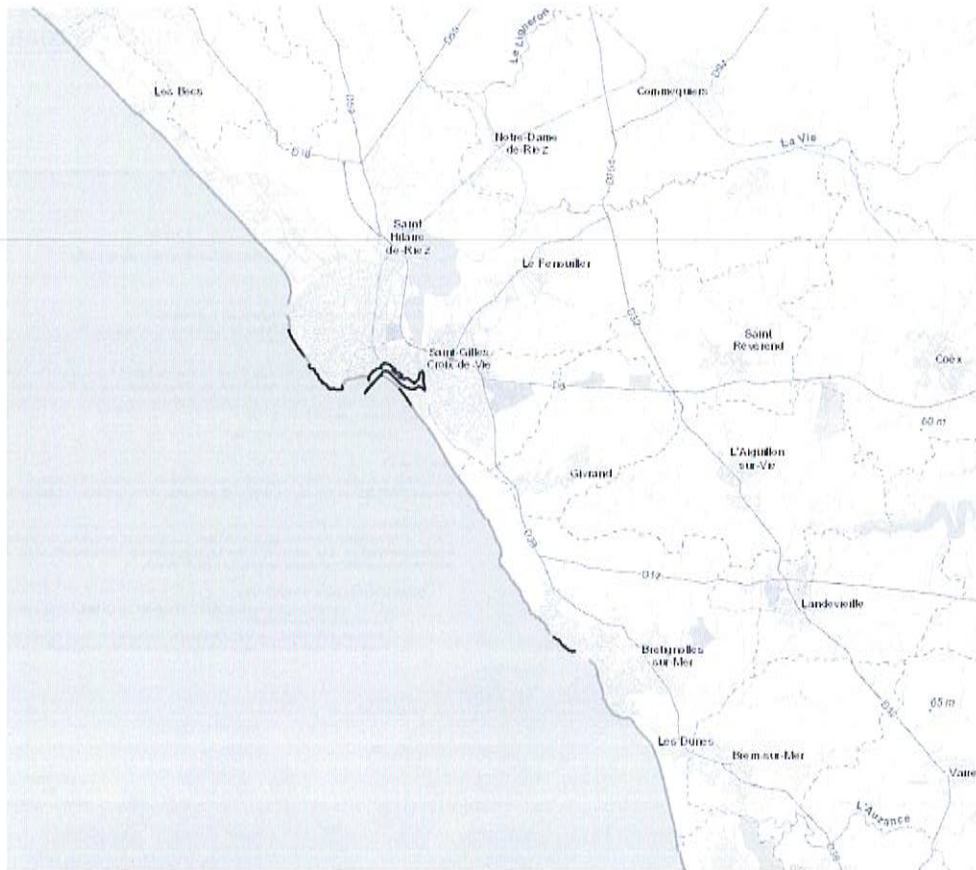 Le Ligneron
Les Becs
Commequiers
Notre-Dame
de-Riez
La Vie
Saint
Hilaire
de-Riez
Le Fenouiller
D32
Saint-Gilles
Croix-de-Vie
Saint
Révérend
Coëx
60 m
L'Aiguillon
sur-Vie
Givrand
D38
D12
Landevieille
Bretignolles
sur-Mer
65 m
Les Dunes
Brem-sur-Mer
L'Auzance
D38